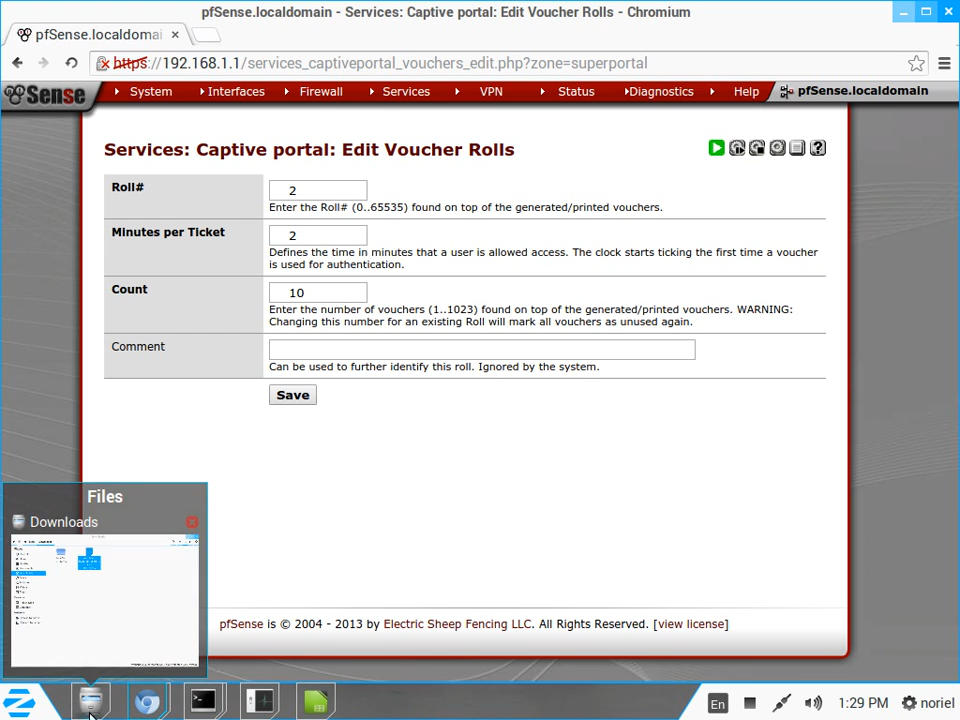 pfSense.localdomain - Services: Captive portal: Edit Voucher Rolls - Chromium
pfSense.localdomai
https://192.168.1.1/services_captiveportal_vouchers_edit.php?zone=superportal
Sense System Interfaces Firewall Services VPN Status Diagnostics Help pfSense.localdomain
Services: Captive portal: Edit Voucher Rolls
Roll# 2
Enter the Roll# (0..65535) found on top of the generated/printed vouchers.
Minutes per Ticket 2
Defines the time in minutes that a user is allowed access. The clock starts ticking the first time a voucher
is used for authentication.
Count 10
Enter the number of vouchers (1..1023) found on top of the generated/printed vouchers. WARNING:
Changing this number for an existing Roll will mark all vouchers as unused again.
Comment
Can be used to further identify this roll. Ignored by the system.
Save
Files
Downloads
pfSense is © 2004 - 2013 by Electric Sheep Fencing LLC. All Rights Reserved. [view license]
En 1:29 PM noriel